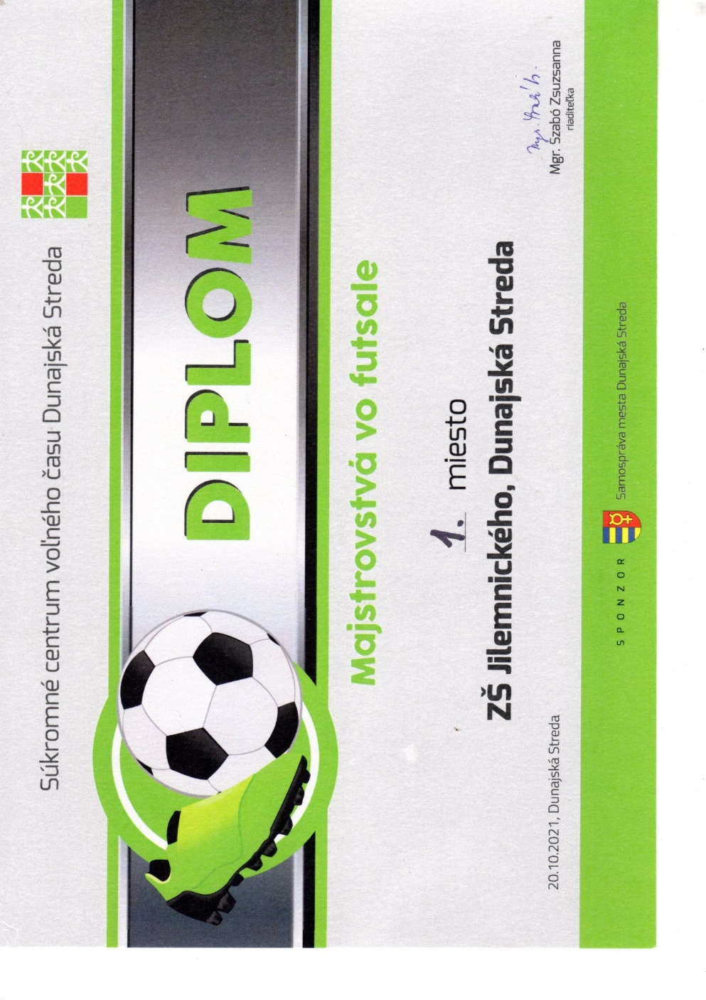 Súkromné centrum voľného času Dunajská Streda
DIPLOM
Majstrovstvá vo futsale
1. miesto
ZŠ Jilemnického, Dunajská Streda
20.10.2021, Dunajská Streda
Mgr. Szabó Zsuzsanna
riaditeľka
SPONZOR Samospráva mesta Dunajská Streda